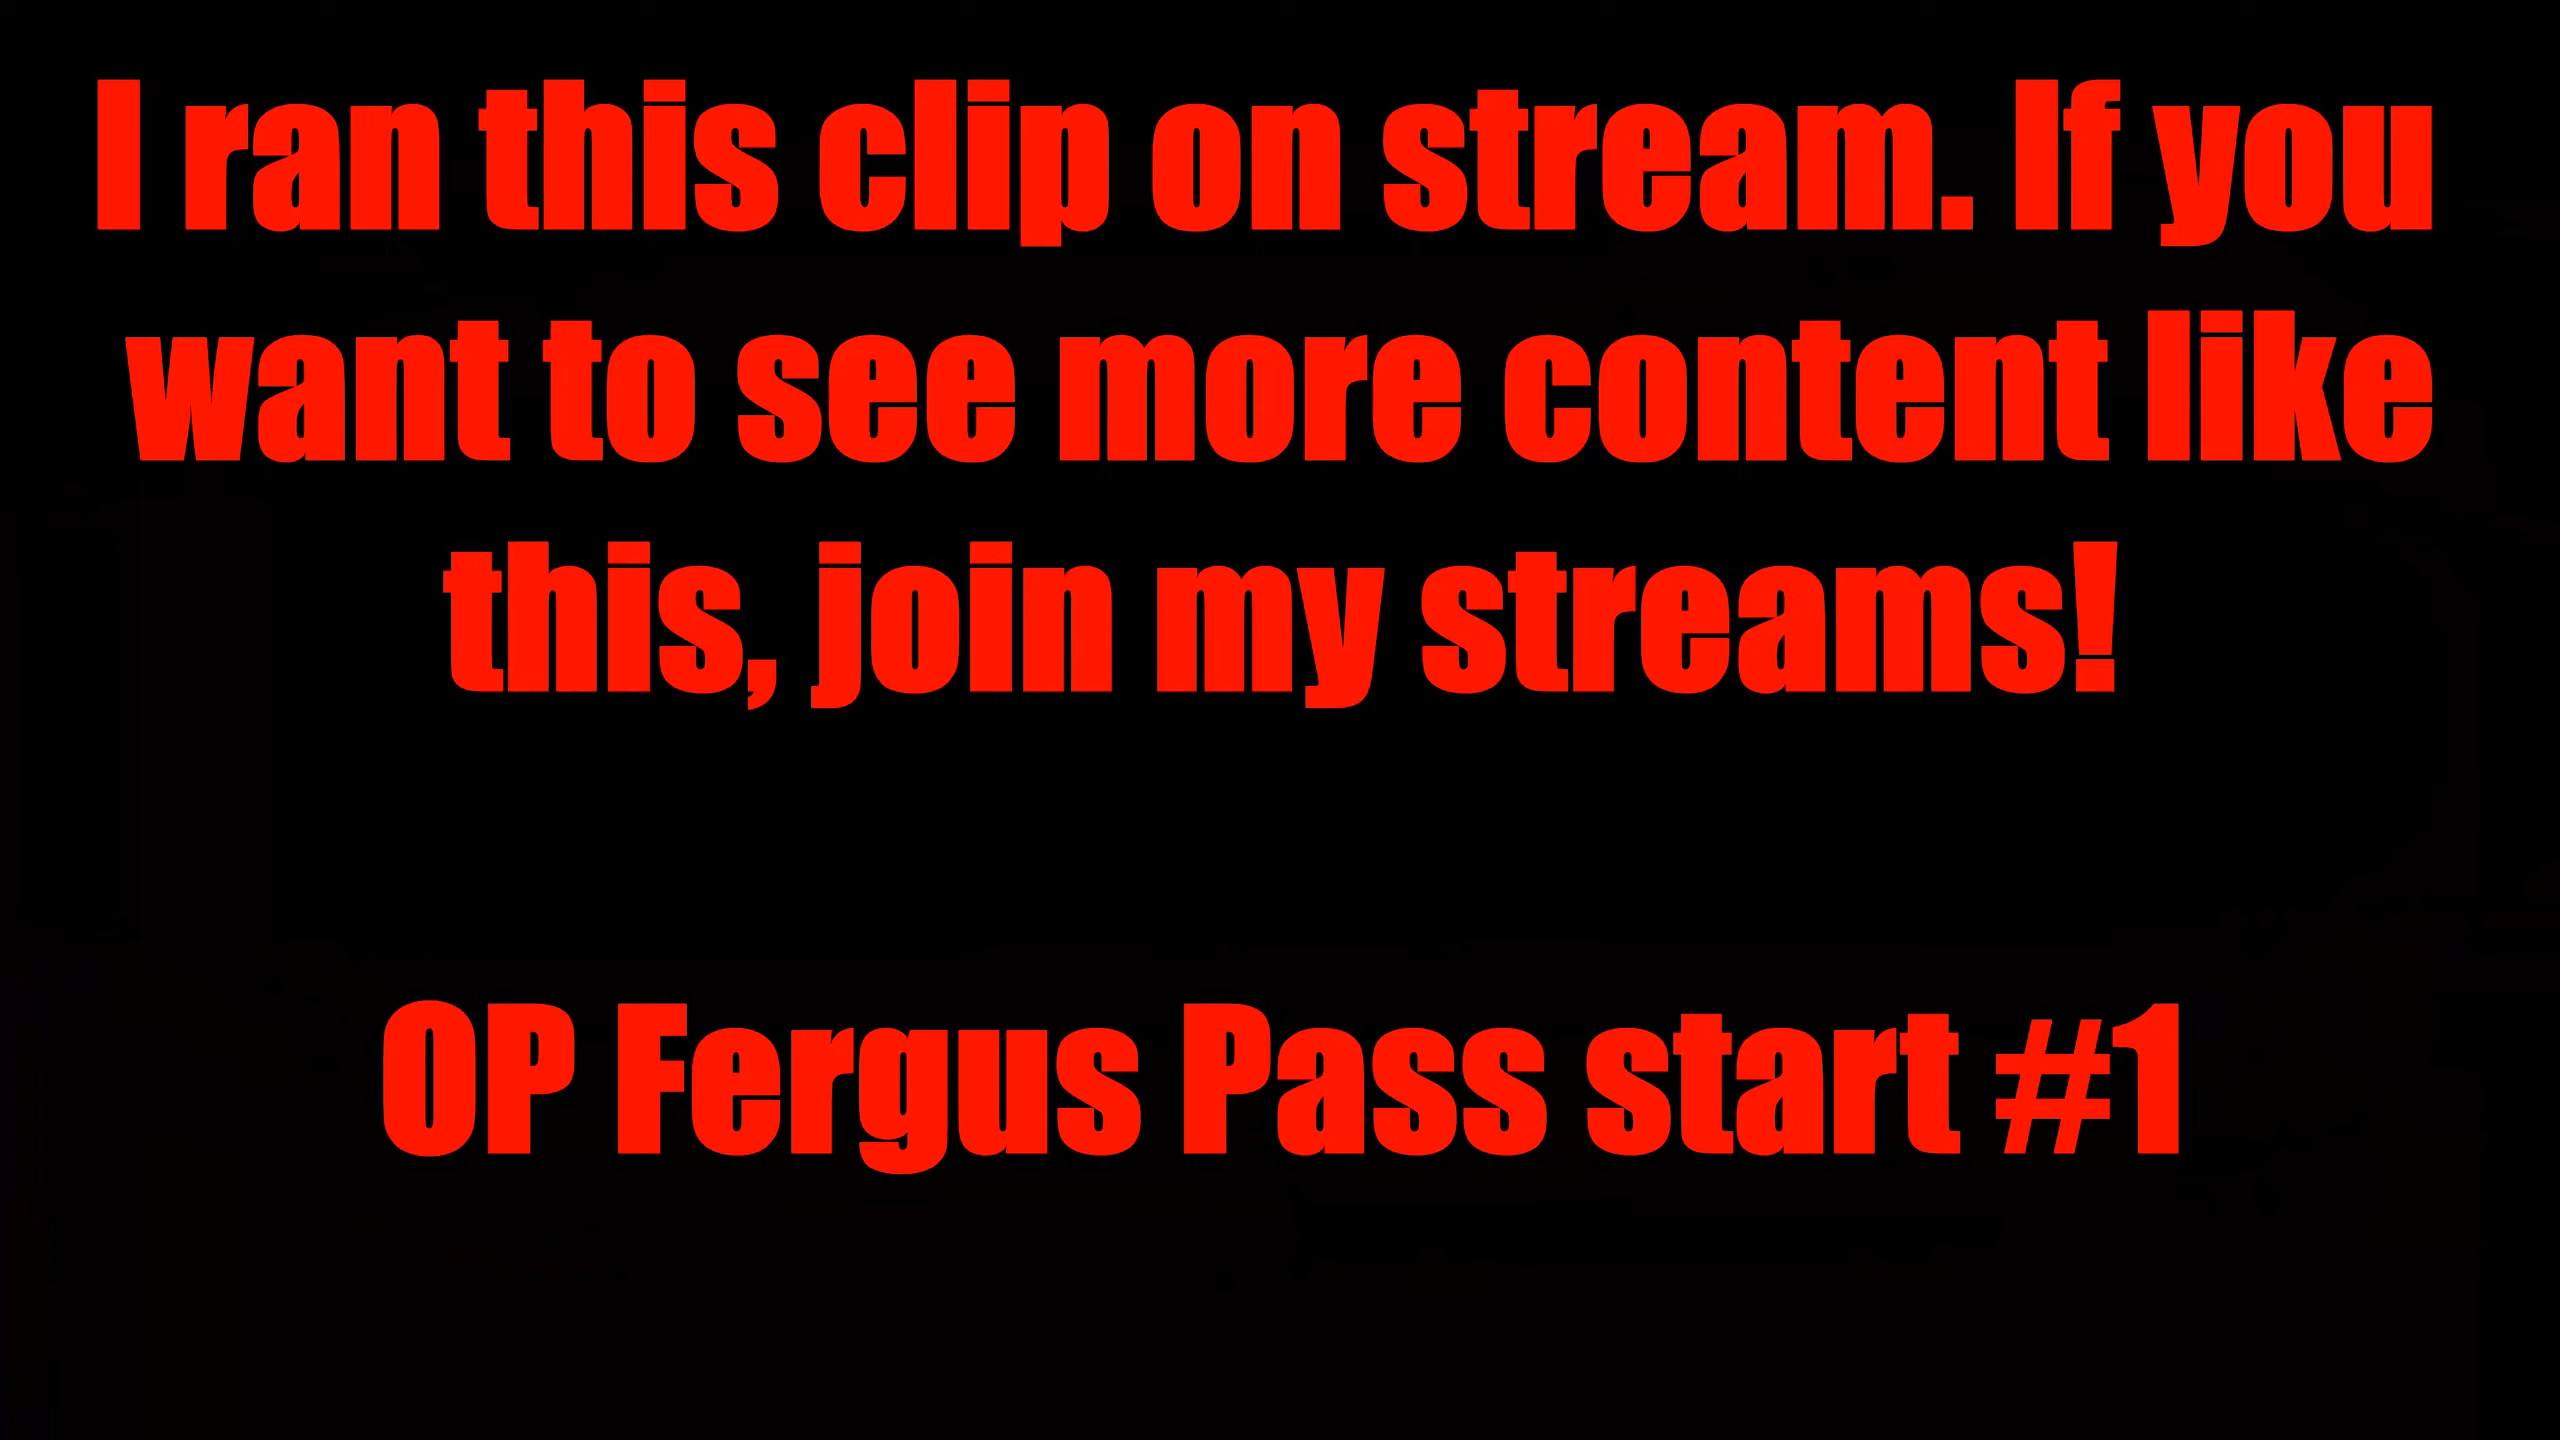 I ran this clip on stream. If you
want to see more content like
this, join my streams!
OP Fergus Pass start #1